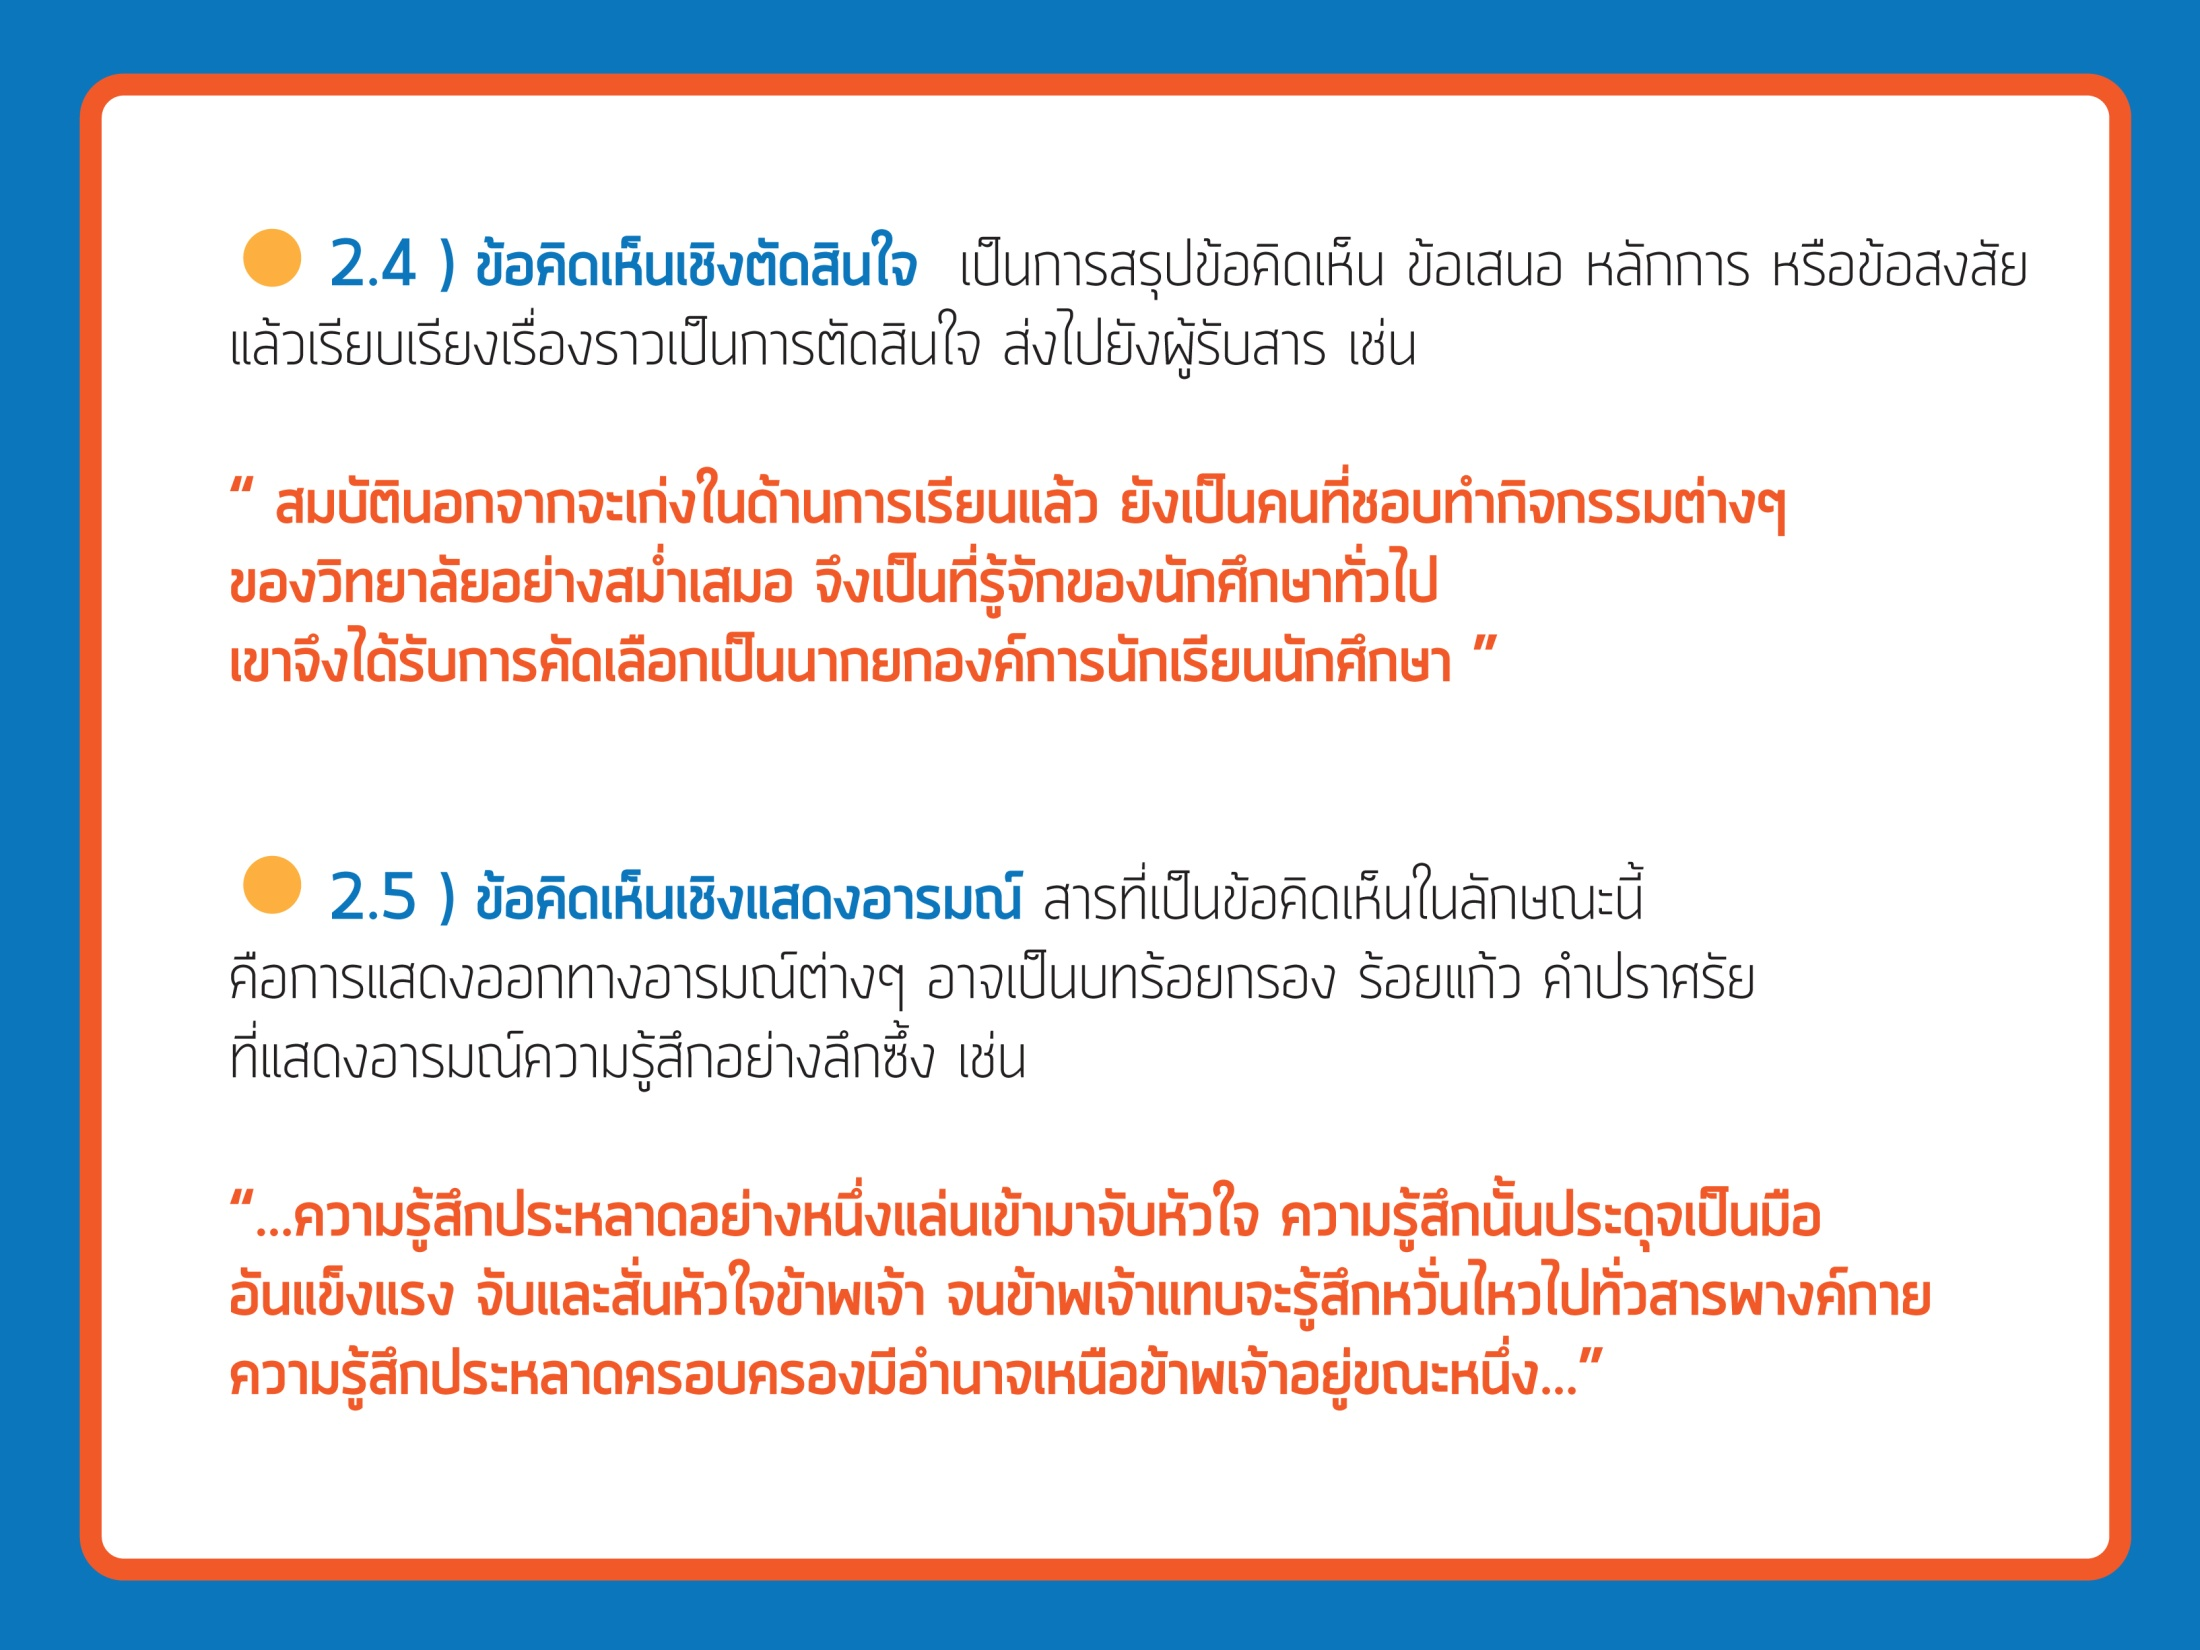 2.4 ) ข้อคิดเห็นเชิงตัดสินใจ เป็นการสรุปข้อคิดเห็น ข้อเสนอ หลักการ หรือข้อสงสัย
แล้วเรียบเรียงเรื่องราวเป็นการตัดสินใจ ส่งไปยังผู้รับสาร เช่น
“ สมบัตินอกจากจะเก่งในด้านการเรียนแล้ว ยังเป็นคนที่ชอบทำกิจกรรมต่างๆ
ของวิทยาลัยอย่างสม่ำเสมอ จึงเป็นที่รู้จักของนักศึกษาทั่วไป
เขาจึงได้รับการคัดเลือกเป็นนากยกองค์การนักเรียนนักศึกษา ”
2.5 ) ข้อคิดเห็นเชิงแสดงอารมณ์ สารที่เป็นข้อคิดเห็นในลักษณะนี้
คือการแสดงออกทางอารมณ์ต่างๆ อาจเป็นบทร้อยกรอง ร้อยแก้ว คำปราศรัย
ที่แสดงอารมณ์ความรู้สึกอย่างลึกซึ้ง เช่น
“...ความรู้สึกประหลาดอย่างหนึ่งแล่นเข้ามาจับหัวใจ ความรู้สึกนั้นประดุจเป็นมือ
อันแข็งแรง จับและสั่นหัวใจข้าพเจ้า จนข้าพเจ้าแทบจะรู้สึกหวั่นไหวไปทั่วสารพางค์กาย
ความรู้สึกประหลาดครอบครองมีอำนาจเหนือข้าพเจ้าอยู่ขณะหนึ่ง...”